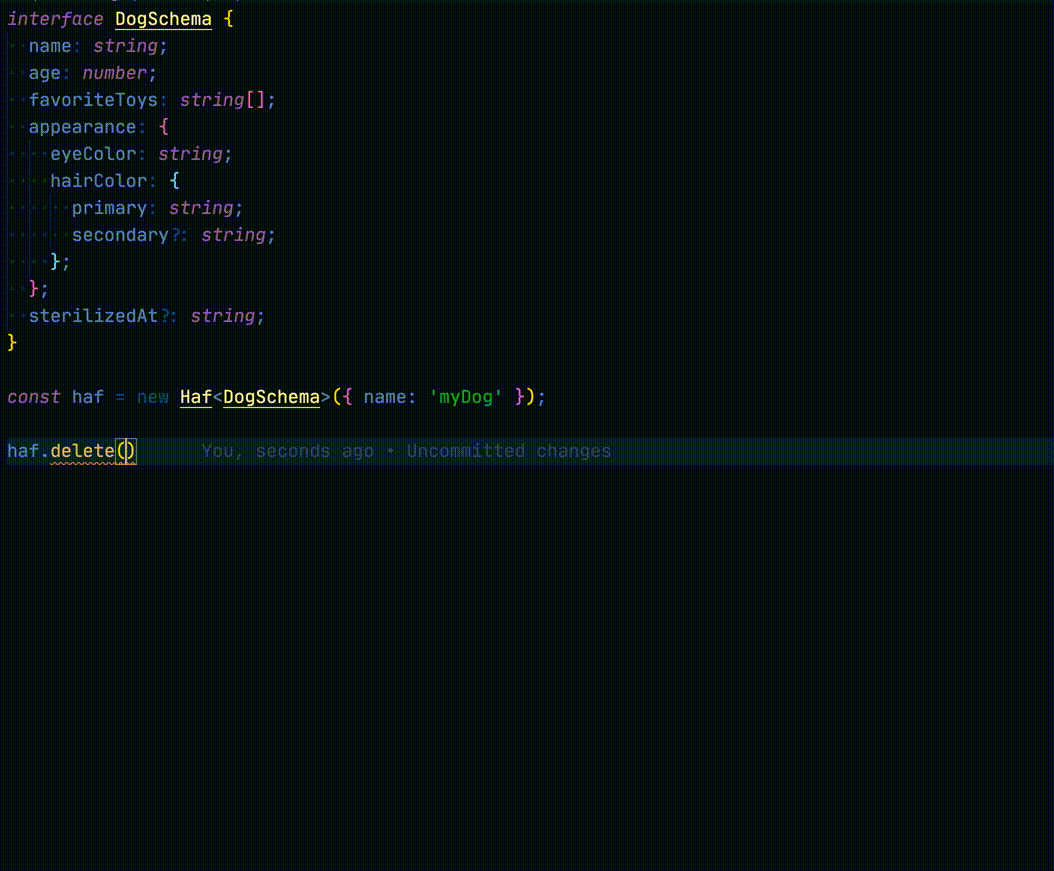 interface DogSchema {
name: string;
age: number;
favoriteToys: string[];
appearance: {
eyeColor: string;
hairColor: {
primary: string;
secondary?: string;
};
};
sterilizedAt?: string;
}
const haf = new Haf<DogSchema>({ name: 'myDog' });
haf.delete() You, seconds ago • Uncommitted changes